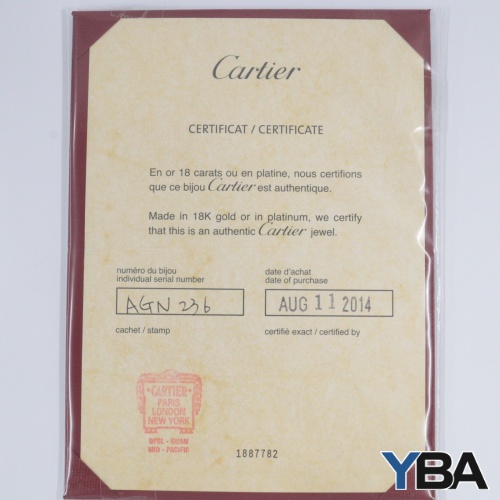 Cartier
CERTIFICAT / CERTIFICATE
En or 18 carats ou en platine, nous certifions
que ce bijou Cartier est authentique.
Made in 18K gold or in platinum, we certify
that this is an authentic Cartier jewel.
numéro du bijou
individual serial number
AGN 236
date d'achat
date of purchase
AUG 11 2014
cachet / stamp
certifié exact / certified by
CARTIER
PARIS
LONDON
NEW YORK
MID - PACIFIC
1887782
YBA